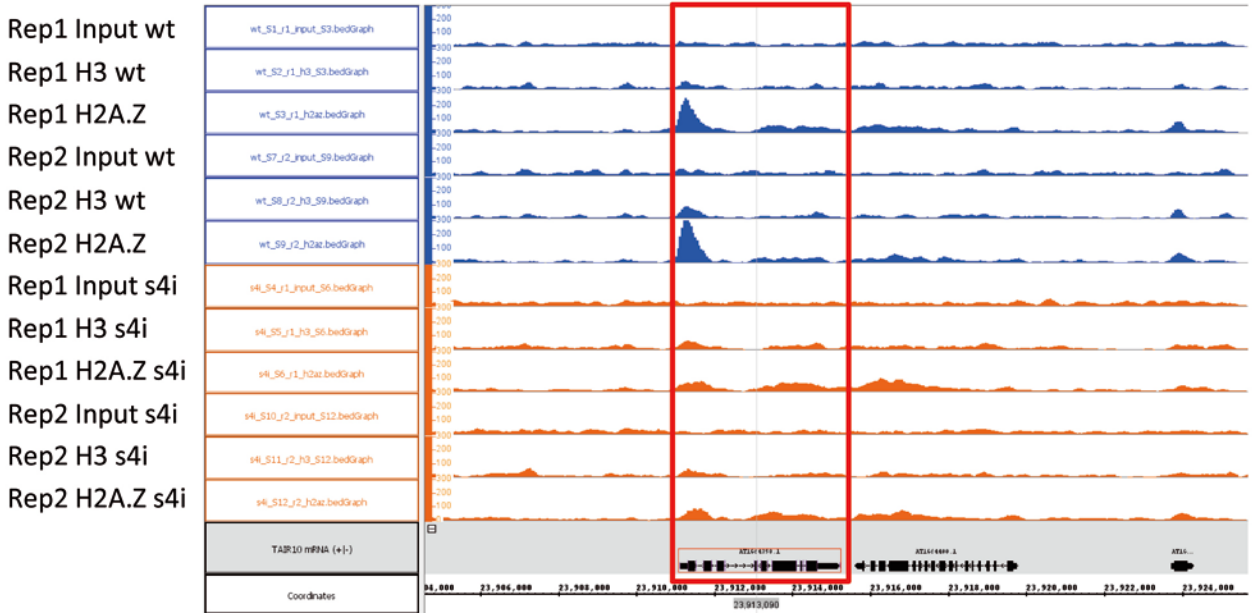 Rep1 Input wt
wt_S1_r1_input_S3.bedGraph
Rep1 H3 wt
wt_S2_r1_h3_S3.bedGraph
Rep1 H2A.Z
wt_S3_r1_h2az.bedGraph
Rep2 Input wt
wt_S7_r2_input_S9.bedGraph
Rep2 H3 wt
wt_S8_r2_h3_S9.bedGraph
Rep2 H2A.Z
wt_S9_r2_h2az.bedGraph
Rep1 Input s4i
s4i_S4_r1_input_S6.bedGraph
Rep1 H3 s4i
s4i_S5_r1_h3_S6.bedGraph
Rep1 H2A.Z s4i
s4i_S6_r1_h2az.bedGraph
Rep2 Input s4i
s4i_S10_r2_input_S12.bedGraph
Rep2 H3 s4i
s4i_S11_r2_h3_S12.bedGraph
Rep2 H2A.Z s4i
s4i_S12_r2_h2az.bedGraph
TAIR10 mRNA (+|-)
Coordinates
04,000 23,906,000 23,908,000 23,910,000 23,912,000 23,914,000 23,916,000 23,918,000 23,920,000 23,922,000 23,924,000
23,913,090